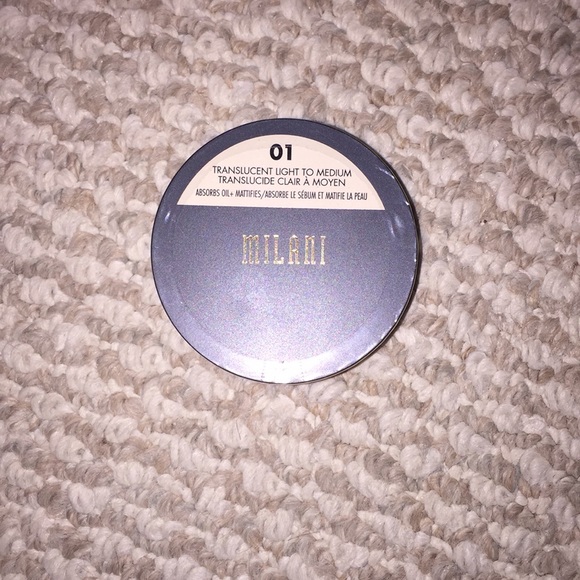 01
TRANSLUCENT LIGHT TO MEDIUM
TRANSLUCIDE CLAIR À MOYEN
ABSORBS OIL+ MATTIFIES/ABSORBE LE SÉBUM ET MATIFIE LA PEAU
MILANI